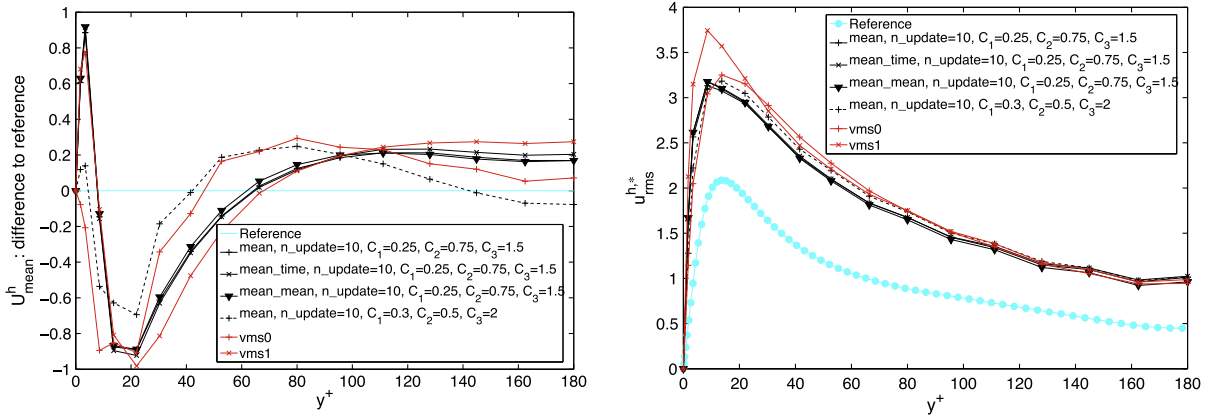 1
0.8
0.6
0.4
0.2
0
-0.2
-0.4
-0.6
-0.8
-1
0 20 40 60 80 100 120 140 160 180
y+
U^h_mean: difference to reference
Reference
mean, n_update=10, C1=0.25, C2=0.75, C3=1.5
mean_time, n_update=10, C1=0.25, C2=0.75, C3=1.5
mean_mean, n_update=10, C1=0.25, C2=0.75, C3=1.5
mean, n_update=10, C1=0.3, C2=0.5, C3=2
vms0
vms1
4
3.5
3
2.5
2
1.5
1
0.5
0
0 20 40 60 80 100 120 140 160 180
y+
u^h,*_rms
Reference
mean, n_update=10, C1=0.25, C2=0.75, C3=1.5
mean_time, n_update=10, C1=0.25, C2=0.75, C3=1.5
mean_mean, n_update=10, C1=0.25, C2=0.75, C3=1.5
mean, n_update=10, C1=0.3, C2=0.5, C3=2
vms0
vms1